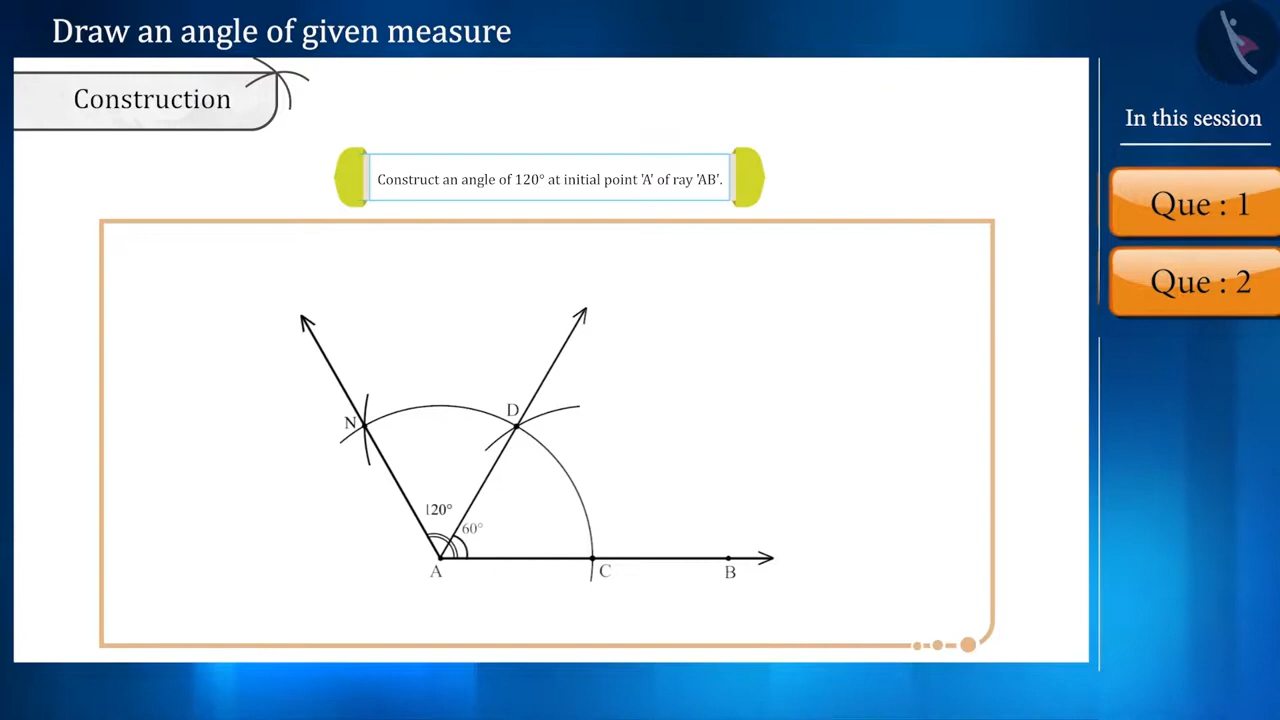 Draw an angle of given measure
Construction
In this session
Construct an angle of 120° at initial point 'A' of ray 'AB'.
Que : 1
Que : 2
D
N
120°
60°
A
C
B